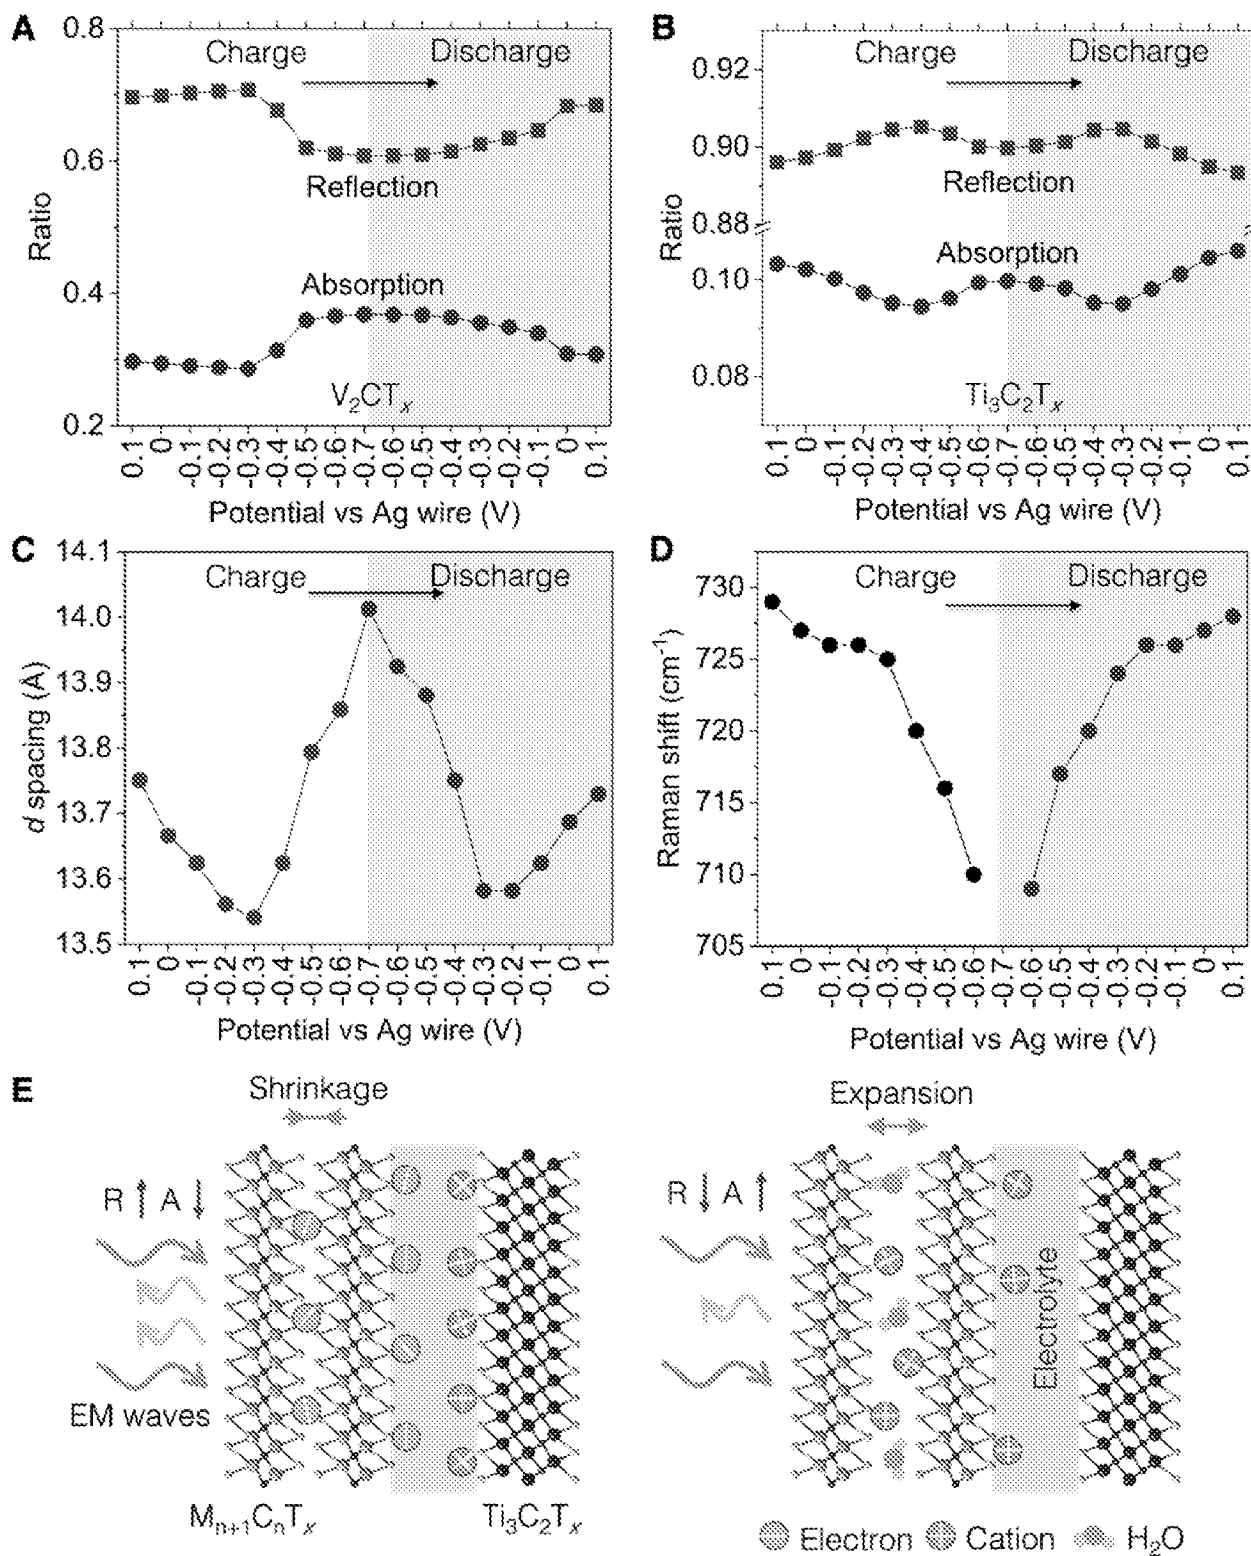 A
0.8
Charge
Discharge
0.6
Reflection
Ratio
Absorption
0.4
V₂CTₓ
0.2
0.1 0 -0.1 -0.2 -0.3 -0.4 -0.5 -0.6 -0.7 -0.6 -0.5 -0.4 -0.3 -0.2 -0.1 0 0.1
Potential vs Ag wire (V)
B
Charge
Discharge
0.92
0.90
Reflection
0.88
Ratio
Absorption
0.10
0.08
Ti₃C₂Tₓ
0.1 0 -0.1 -0.2 -0.3 -0.4 -0.5 -0.6 -0.7 -0.6 -0.5 -0.4 -0.3 -0.2 -0.1 0 0.1
Potential vs Ag wire (V)
C
14.1
Charge
Discharge
14.0
13.9
13.8
d spacing (Å)
13.7
13.6
13.5
0.1 0 -0.1 -0.2 -0.3 -0.4 -0.5 -0.6 -0.7 -0.6 -0.5 -0.4 -0.3 -0.2 -0.1 0 0.1
Potential vs Ag wire (V)
D
730
Charge
Discharge
725
720
Raman shift (cm⁻¹)
715
710
705
0.1 0 -0.1 -0.2 -0.3 -0.4 -0.5 -0.6 -0.7 -0.6 -0.5 -0.4 -0.3 -0.2 -0.1 0 0.1
Potential vs Ag wire (V)
E
Shrinkage
R ↑ A ↓
EM waves
Mₙ₊₁CₙTₓ
Ti₃C₂Tₓ
Expansion
R ↓ A ↑
Electrolyte
Electron
Cation
H₂O